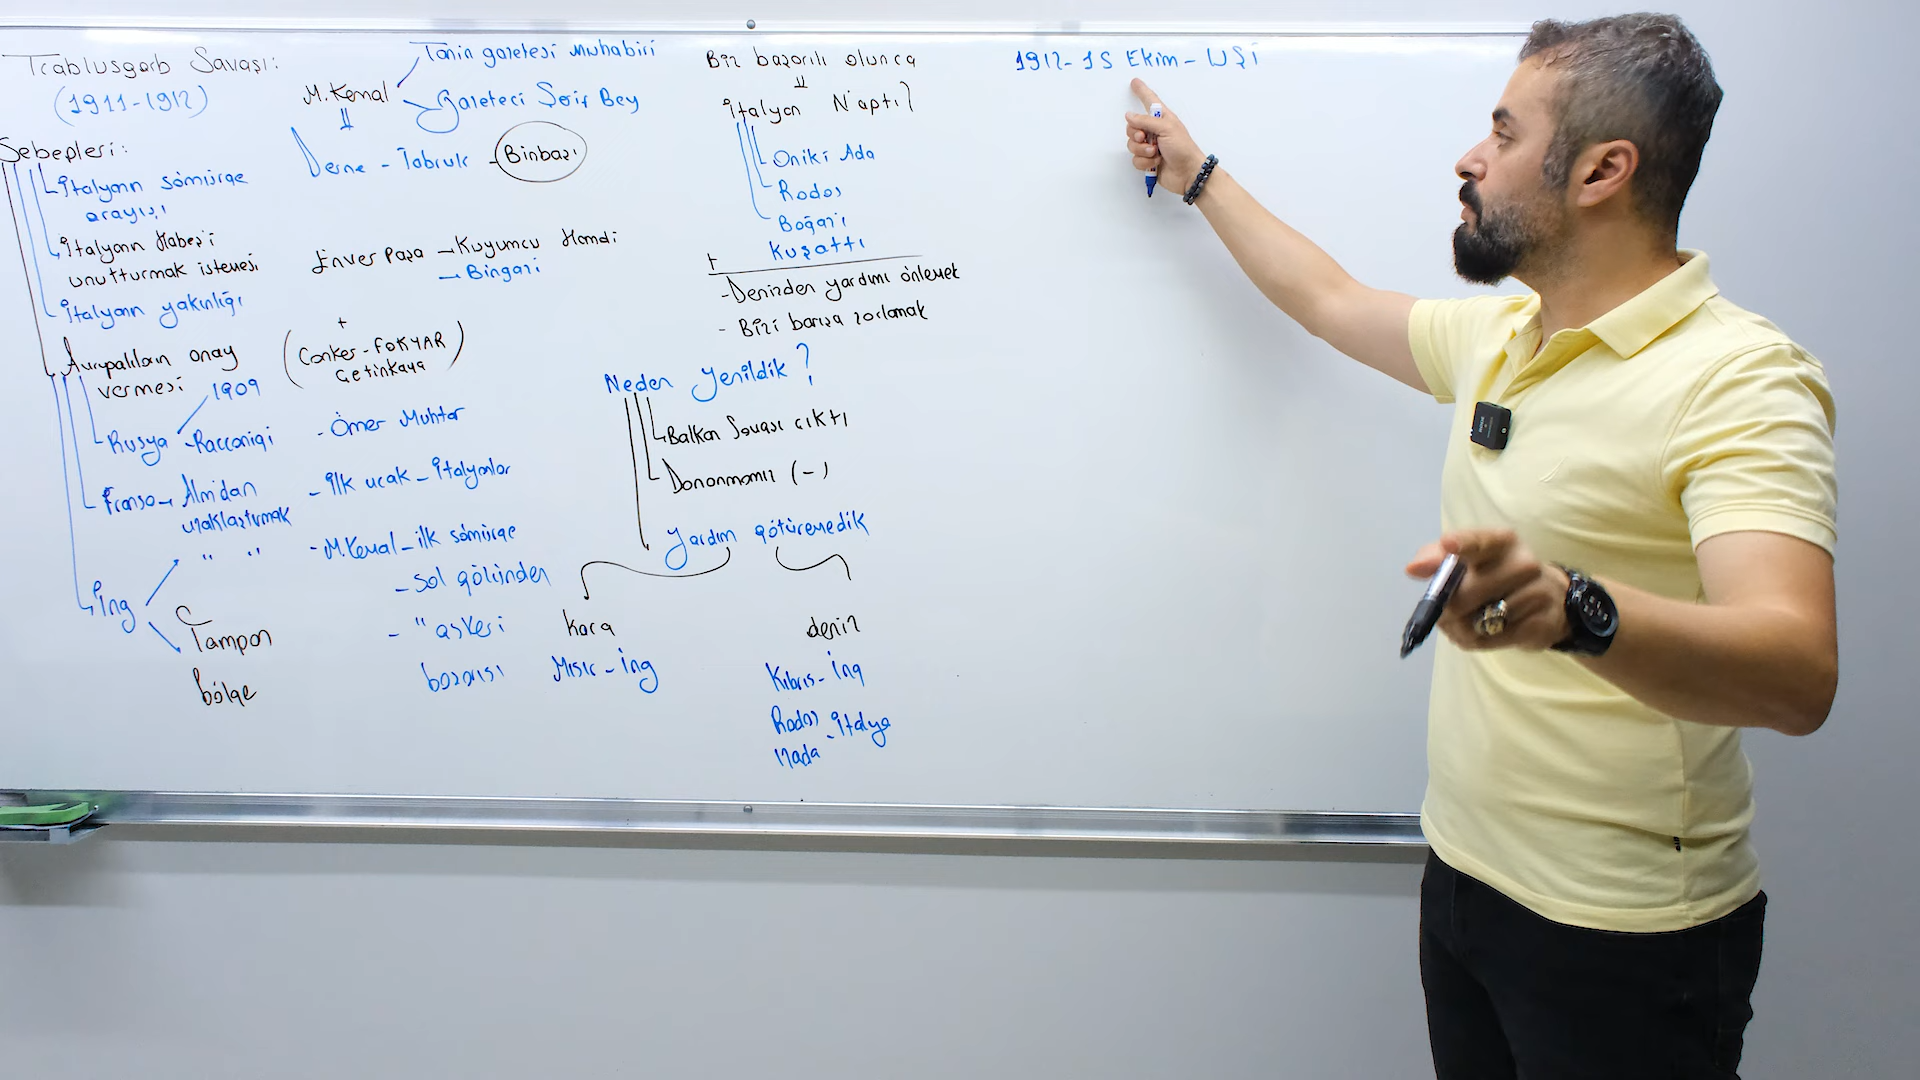 Trablusgarb Savaşı:
(1911-1912)
Sebepleri:
İtalyanın sömürge
arayışı
İtalyanın Habeş'i
unutturmak istemesi
İtalyanın yakınlığı
Avrupalıların onay
vermesi
1909
Rusya - Racconigi
Fransa → Alm'dan
uzaklaştırmak
" "
İng
Tampon
bölge
Tanin gazetesi muhabiri
M.Kemal
Gazeteci Şerif Bey
Derne - Tobruk - Binbaşı
Enver Paşa → Kuyumcu Hamdi
→ Bingazi
+
(Conker - FOKYAR)
Çetinkaya
- Ömer Muhtar
- İlk uçak - İtalyanlar
- M.Kemal - ilk sömürge
- Sol gözünden
- " askeri
başarısı
Biz başarılı olunca
İtalyan N'aptı?
Oniki Ada
Rodos
Boğazı
Kuşattı
+
- Denizden yardımı önlemek
- Bizi barışa zorlamak
Neden yenildik?
Balkan Savaşı çıktı
Donanmamız (-)
Yardım götüremedik
kara
Mısır - İng
deniz
Kıbrıs - İng
Rodos - İtalya
12ada
1912 - 15 Ekim - Uşi